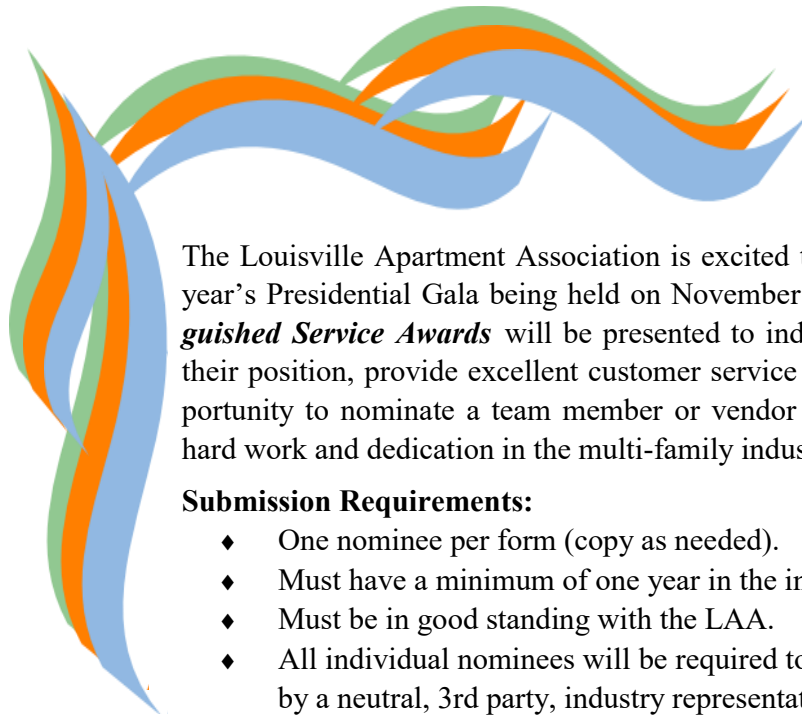 The Louisville Apartment Association is excited
year’s Presidential Gala being held on November
guished Service Awards will be presented to
their position, provide excellent customer service
portunity to nominate a team member or vendor
hard work and dedication in the multi-family
Submission Requirements:
♦ One nominee per form (copy as needed).
♦ Must have a minimum of one year in the
♦ Must be in good standing with the LAA.
♦ All individual nominees will be required to
by a neutral, 3rd party, industry